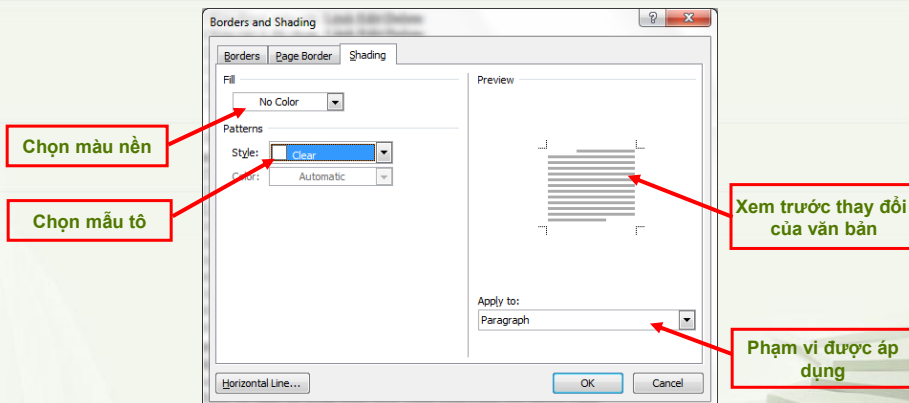 Borders and Shading
Borders
Page Border
Shading
Fill
Preview
No Color
Chọn màu nền
Patterns
Style:
Clear
Color:
Automatic
Chọn mẫu tô
Xem trước thay đổi
của văn bản
Apply to:
Paragraph
Phạm vi được áp
dụng
Horizontal Line...
OK
Cancel